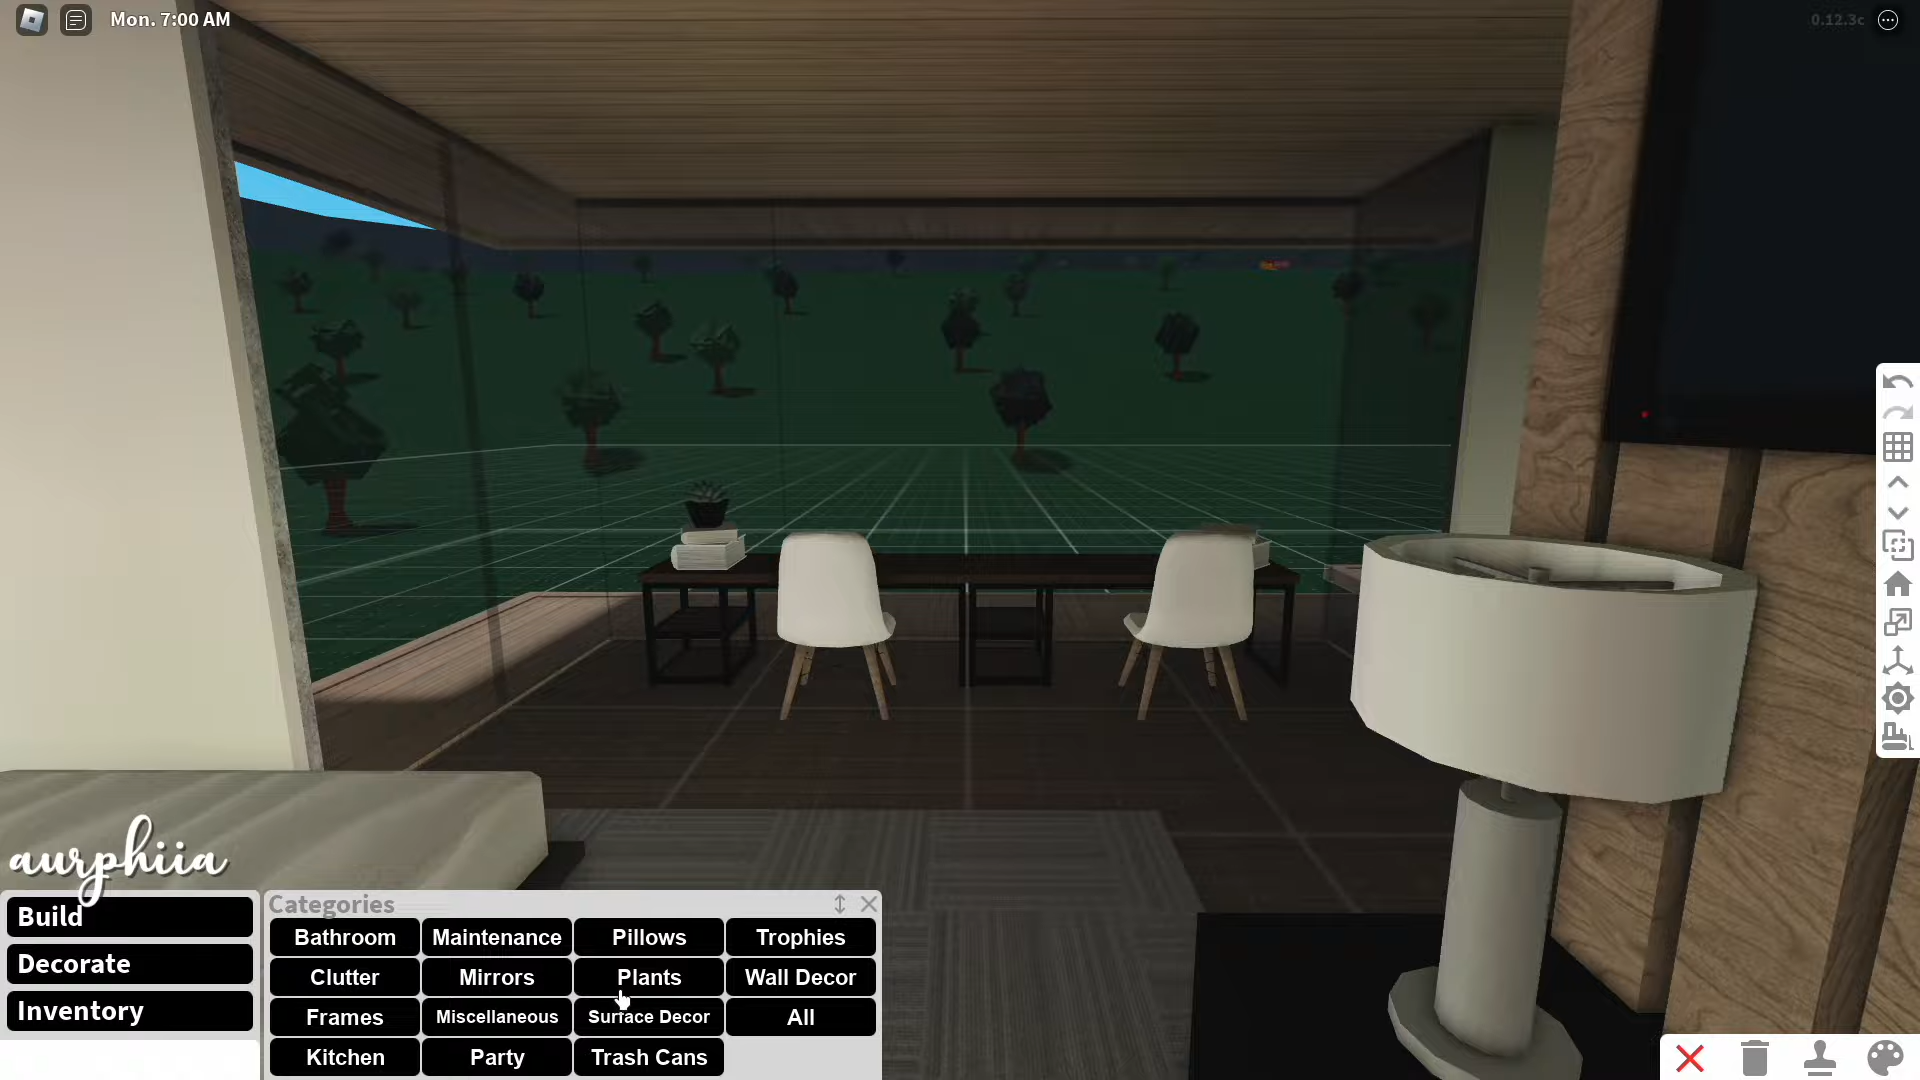 Mon. 7:00 AM
0.12.3c
aurphiia
Build
Decorate
Inventory
Categories
Bathroom
Maintenance
Pillows
Trophies
Clutter
Mirrors
Plants
Wall Decor
Frames
Miscellaneous
Surface Decor
All
Kitchen
Party
Trash Cans